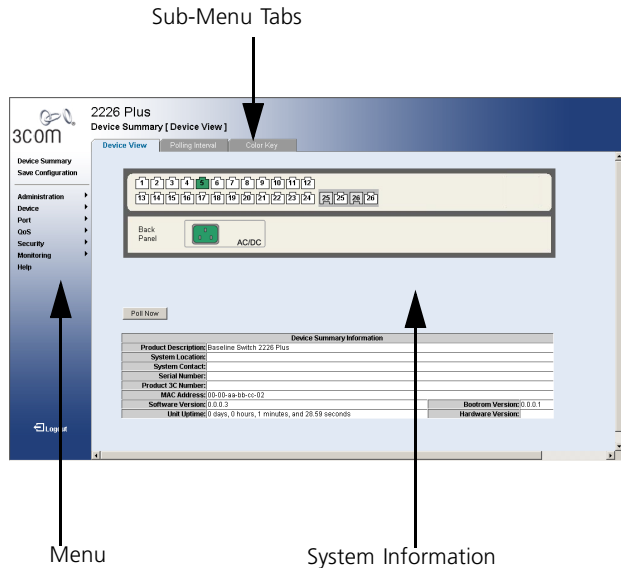 Sub-Menu Tabs
3COM
2226 Plus
Device Summary [ Device View ]
Device View Polling Interval Color Key
Device Summary
Save Configuration
Administration
Device
Port
QoS
Security
Monitoring
Help
Logout
1 2 3 4 5 6 7 8 9 10 11 12
13 14 15 16 17 18 19 20 21 22 23 24 25 25 26 26
Back
Panel
AC/DC
Poll Now
Device Summary Information
Product Description: Baseline Switch 2226 Plus
System Location:
System Contact:
Serial Number:
Product 3C Number:
MAC Address: 00-00-aa-bb-cc-02
Software Version: 0.0.0.3 Bootrom Version: 0.0.0.1
Unit Uptime: 0 days, 0 hours, 1 minutes, and 28.59 seconds Hardware Version:
Menu
System Information